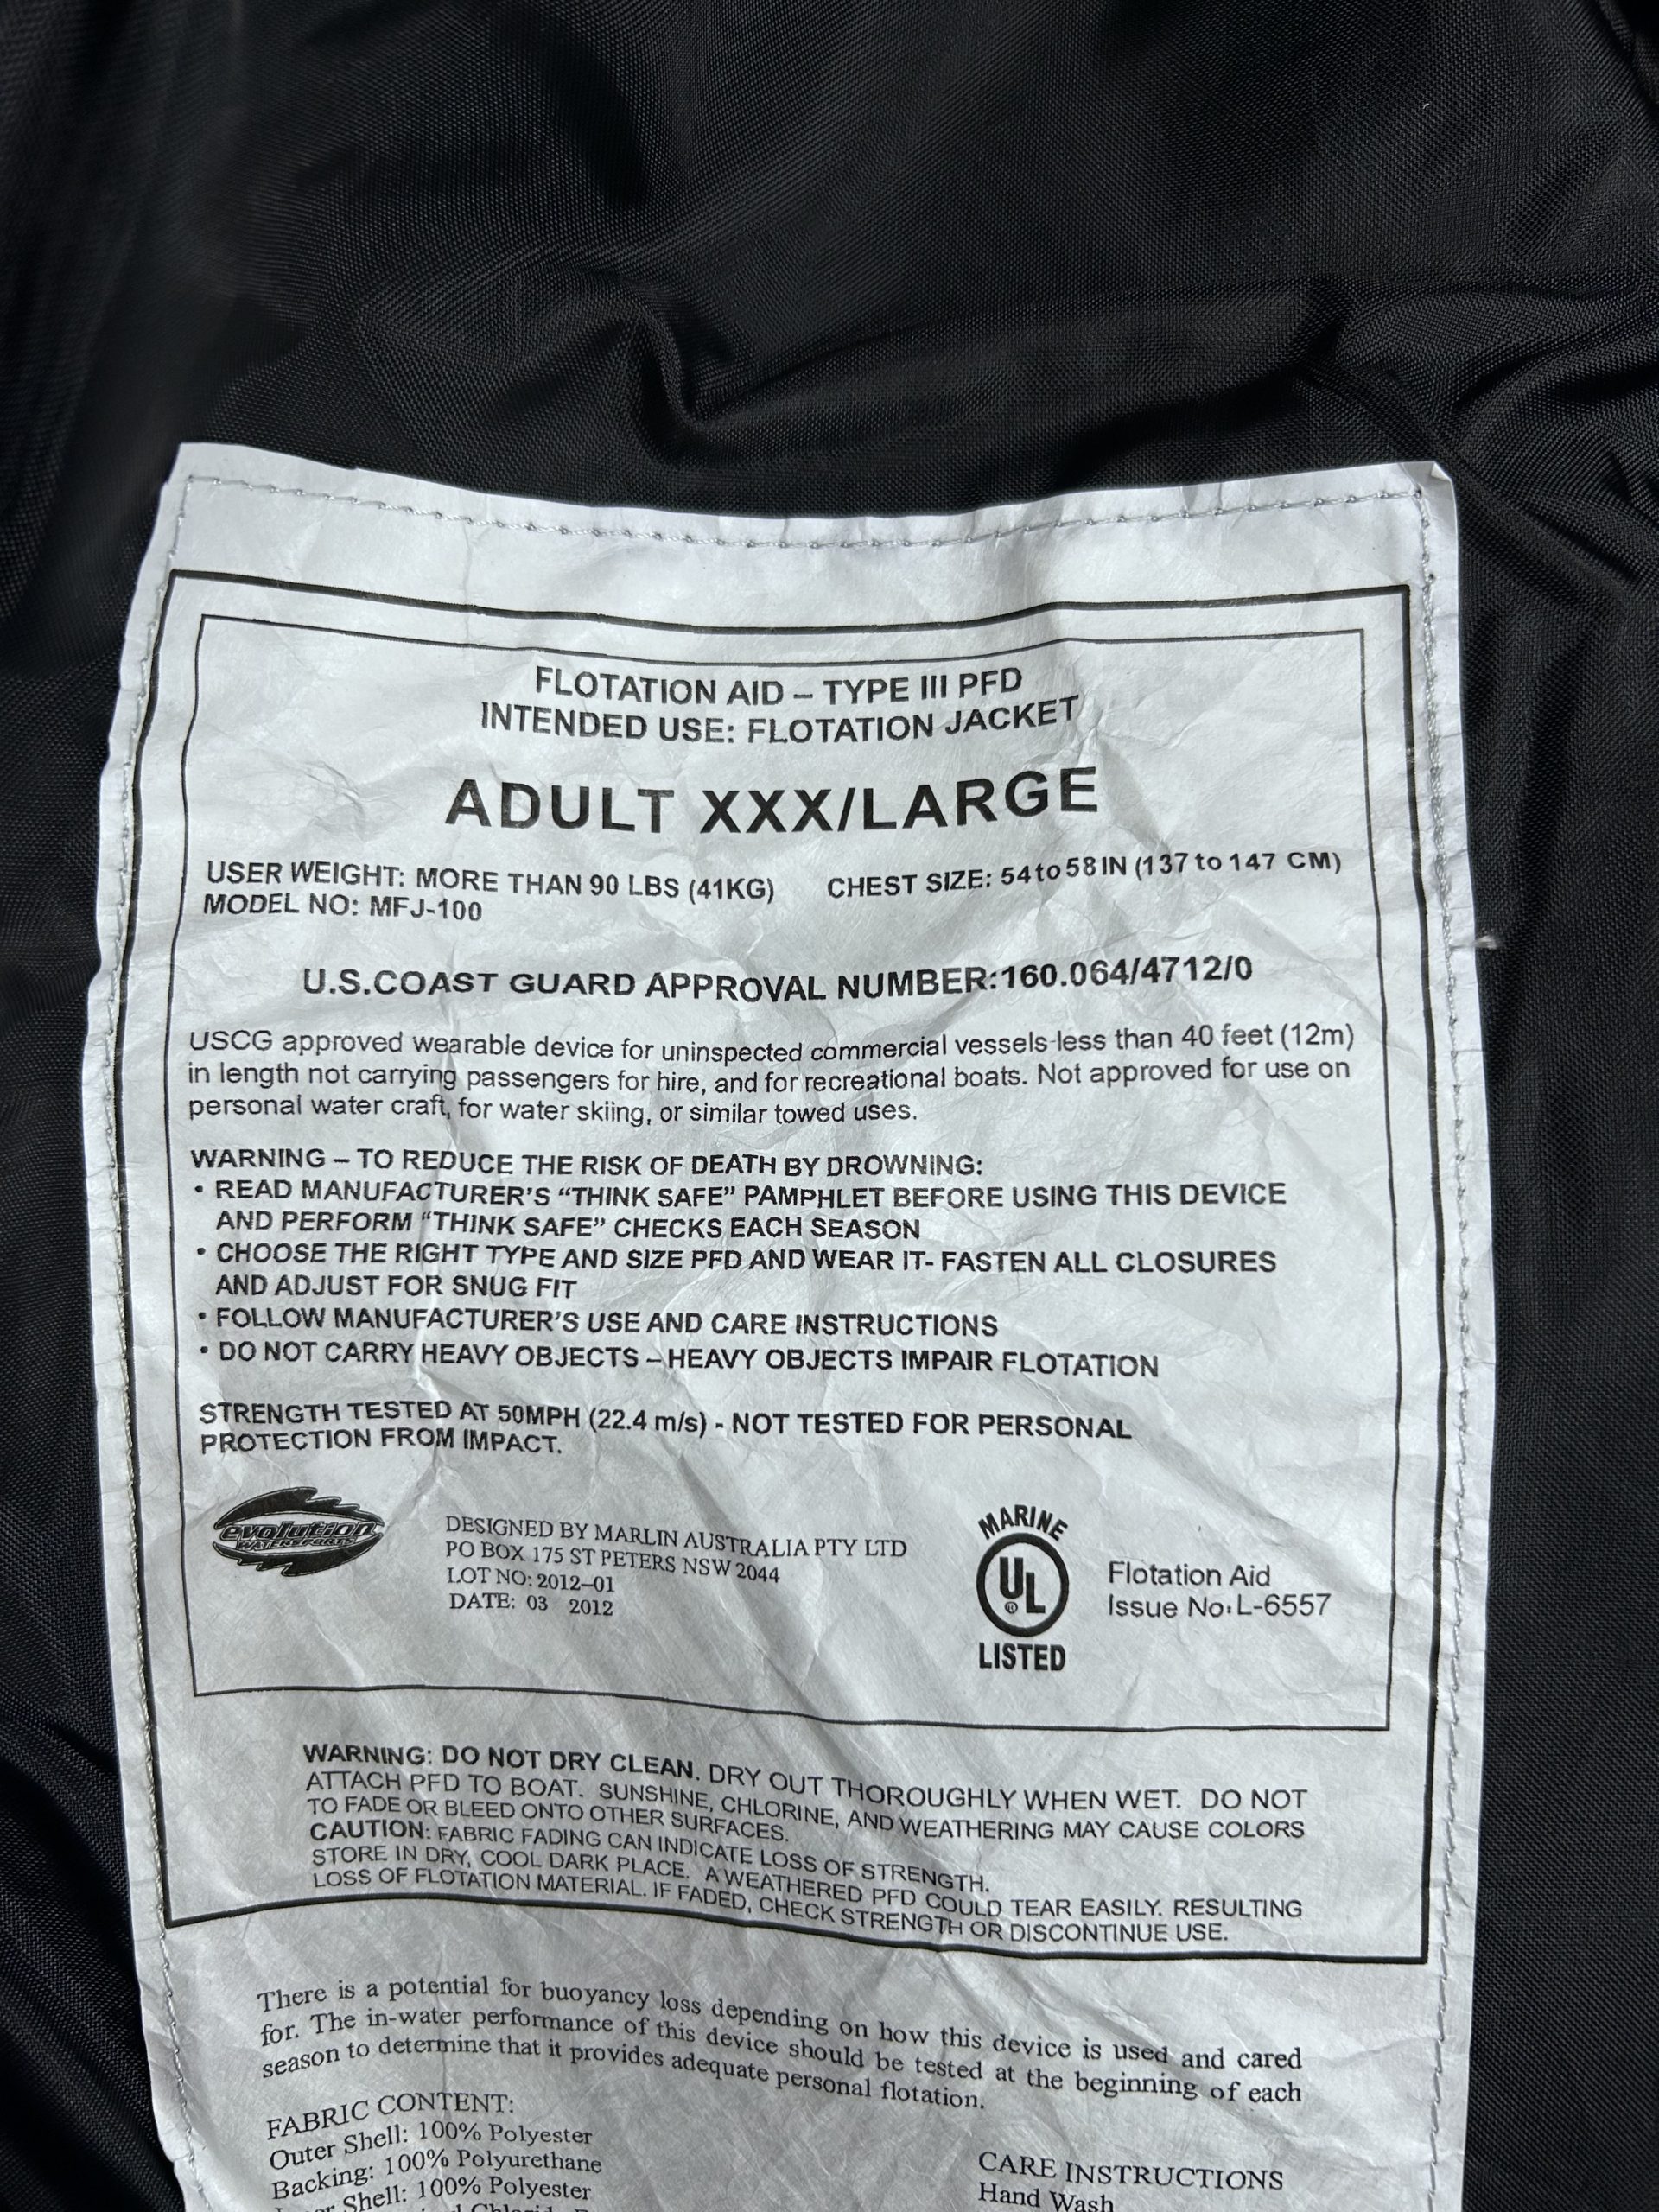 FLOTATION AID – TYPE III PFD
INTENDED USE: FLOTATION JACKET
ADULT XXX/LARGE
USER WEIGHT: MORE THAN 90 LBS (41KG) CHEST SIZE: 54 to 58 IN (137 to 147 CM)
MODEL NO: MFJ-100
U.S.COAST GUARD APPROVAL NUMBER:160.064/4712/0
USCG approved wearable device for uninspected commercial vessels less than 40 feet (12m)
in length not carrying passengers for hire, and for recreational boats. Not approved for use on
personal water craft, for water skiing, or similar towed uses.
WARNING – TO REDUCE THE RISK OF DEATH BY DROWNING:
• READ MANUFACTURER'S “THINK SAFE” PAMPHLET BEFORE USING THIS DEVICE
AND PERFORM “THINK SAFE” CHECKS EACH SEASON
• CHOOSE THE RIGHT TYPE AND SIZE PFD AND WEAR IT- FASTEN ALL CLOSURES
AND ADJUST FOR SNUG FIT
• FOLLOW MANUFACTURER'S USE AND CARE INSTRUCTIONS
• DO NOT CARRY HEAVY OBJECTS – HEAVY OBJECTS IMPAIR FLOTATION
STRENGTH TESTED AT 50MPH (22.4 m/s) - NOT TESTED FOR PERSONAL
PROTECTION FROM IMPACT.
evolution
WATERSPORTS
DESIGNED BY MARLIN AUSTRALIA PTY LTD
PO BOX 175 ST PETERS NSW 2044
LOT NO: 2012–01
DATE: 03 2012
MARINE
UL
®
LISTED
Flotation Aid
Issue No: L-6557
WARNING: DO NOT DRY CLEAN. DRY OUT THOROUGHLY WHEN WET. DO NOT
ATTACH PFD TO BOAT. SUNSHINE, CHLORINE, AND WEATHERING MAY CAUSE COLORS
TO FADE OR BLEED ONTO OTHER SURFACES.
CAUTION: FABRIC FADING CAN INDICATE LOSS OF STRENGTH.
STORE IN DRY, COOL DARK PLACE. A WEATHERED PFD COULD TEAR EASILY. RESULTING
LOSS OF FLOTATION MATERIAL. IF FADED, CHECK STRENGTH OR DISCONTINUE USE.
There is a potential for buoyancy loss depending on how this device is used and cared
for. The in-water performance of this device should be tested at the beginning of each
season to determine that it provides adequate personal flotation.
FABRIC CONTENT:
Outer Shell: 100% Polyester
Backing: 100% Polyurethane
Shell: 100% Polyester
CARE INSTRUCTIONS
Hand Wash